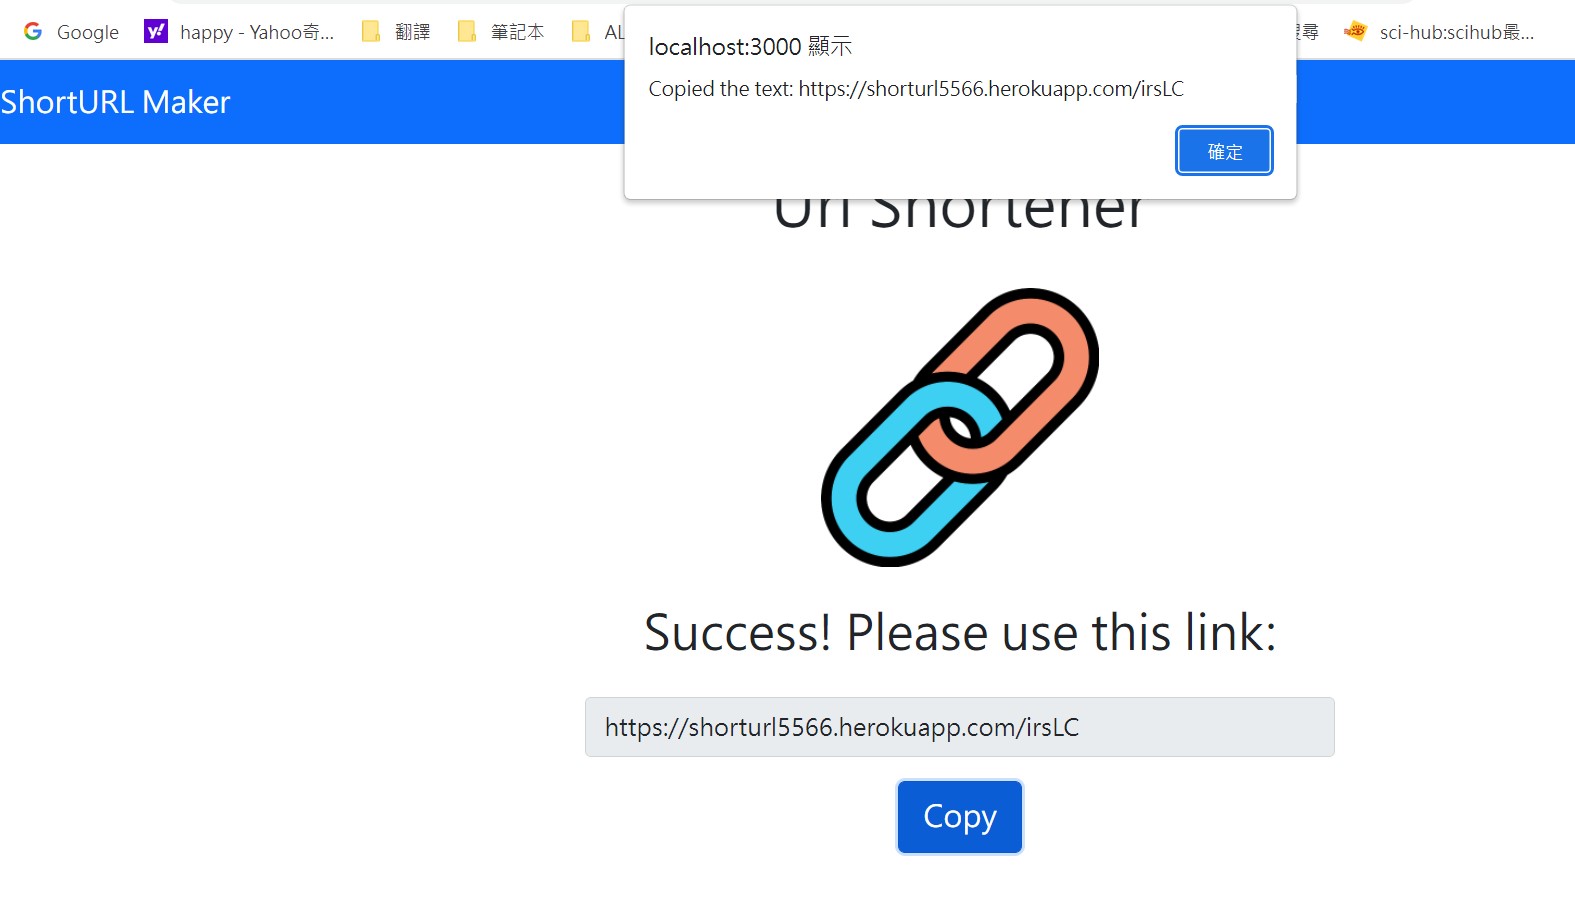 Google
happy - Yahoo奇...
翻譯
筆記本
尋
sci-hub:scihub最...
localhost:3000 顯示
Copied the text: https://shorturl5566.herokuapp.com/irsLC
確定
ShortURL Maker
Url Shortener
Success! Please use this link:
https://shorturl5566.herokuapp.com/irsLC
Copy